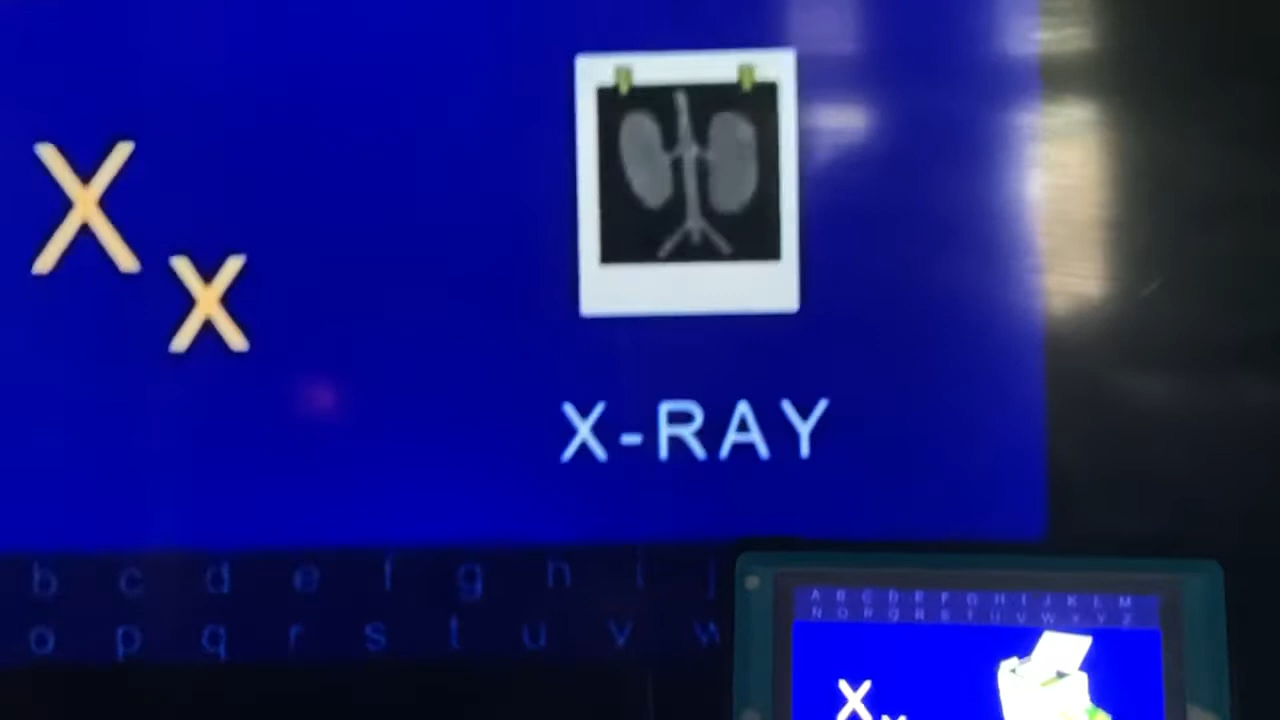 X
x
X-RAY
b c d e f g h i j
o p q r s t u v w
A B C D E F G H I J K L M
N O P Q R S T U V W X Y Z
X
x